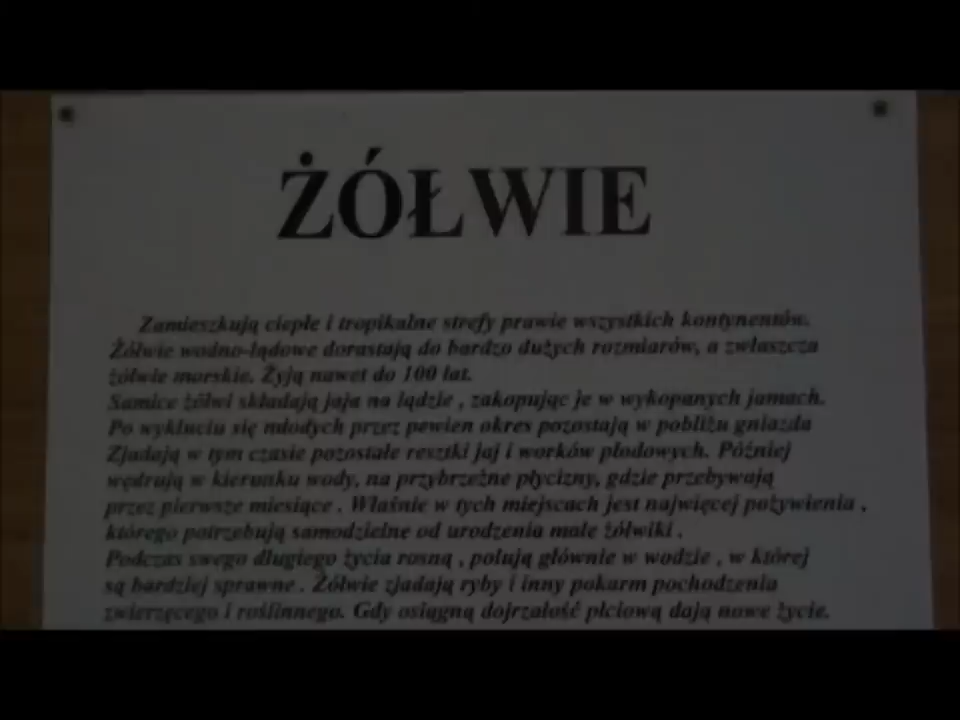 ŻÓŁWIE
Zamieszkują ciepłe i tropikalne strefy prawie wszystkich kontynentów.
Żółwie wodno-lądowe dorastają do bardzo dużych rozmiarów, a zwłaszcza
żółwie morskie. Żyją nawet do 100 lat.
Samice żółwi składają jaja na lądzie , zakopując je w wykopanych jamach.
Po wykluciu się młodych przez pewien okres pozostają w pobliżu gniazda
Zjadają w tym czasie pozostałe resztki jaj i worków płodowych. Później
wędrują w kierunku wody, na przybrzeżne płycizny, gdzie przebywają
przez pierwsze miesiące . Właśnie w tych miejscach jest najwięcej pożywienia ,
którego potrzebują samodzielne od urodzenia małe żółwiki .
Podczas swego długiego życia rosną , polują głównie w wodzie , w której
są bardziej sprawne . Żółwie zjadają ryby i inny pokarm pochodzenia
zwierzęcego i roślinnego. Gdy osiągną dojrzałość płciową dają nowe życie.